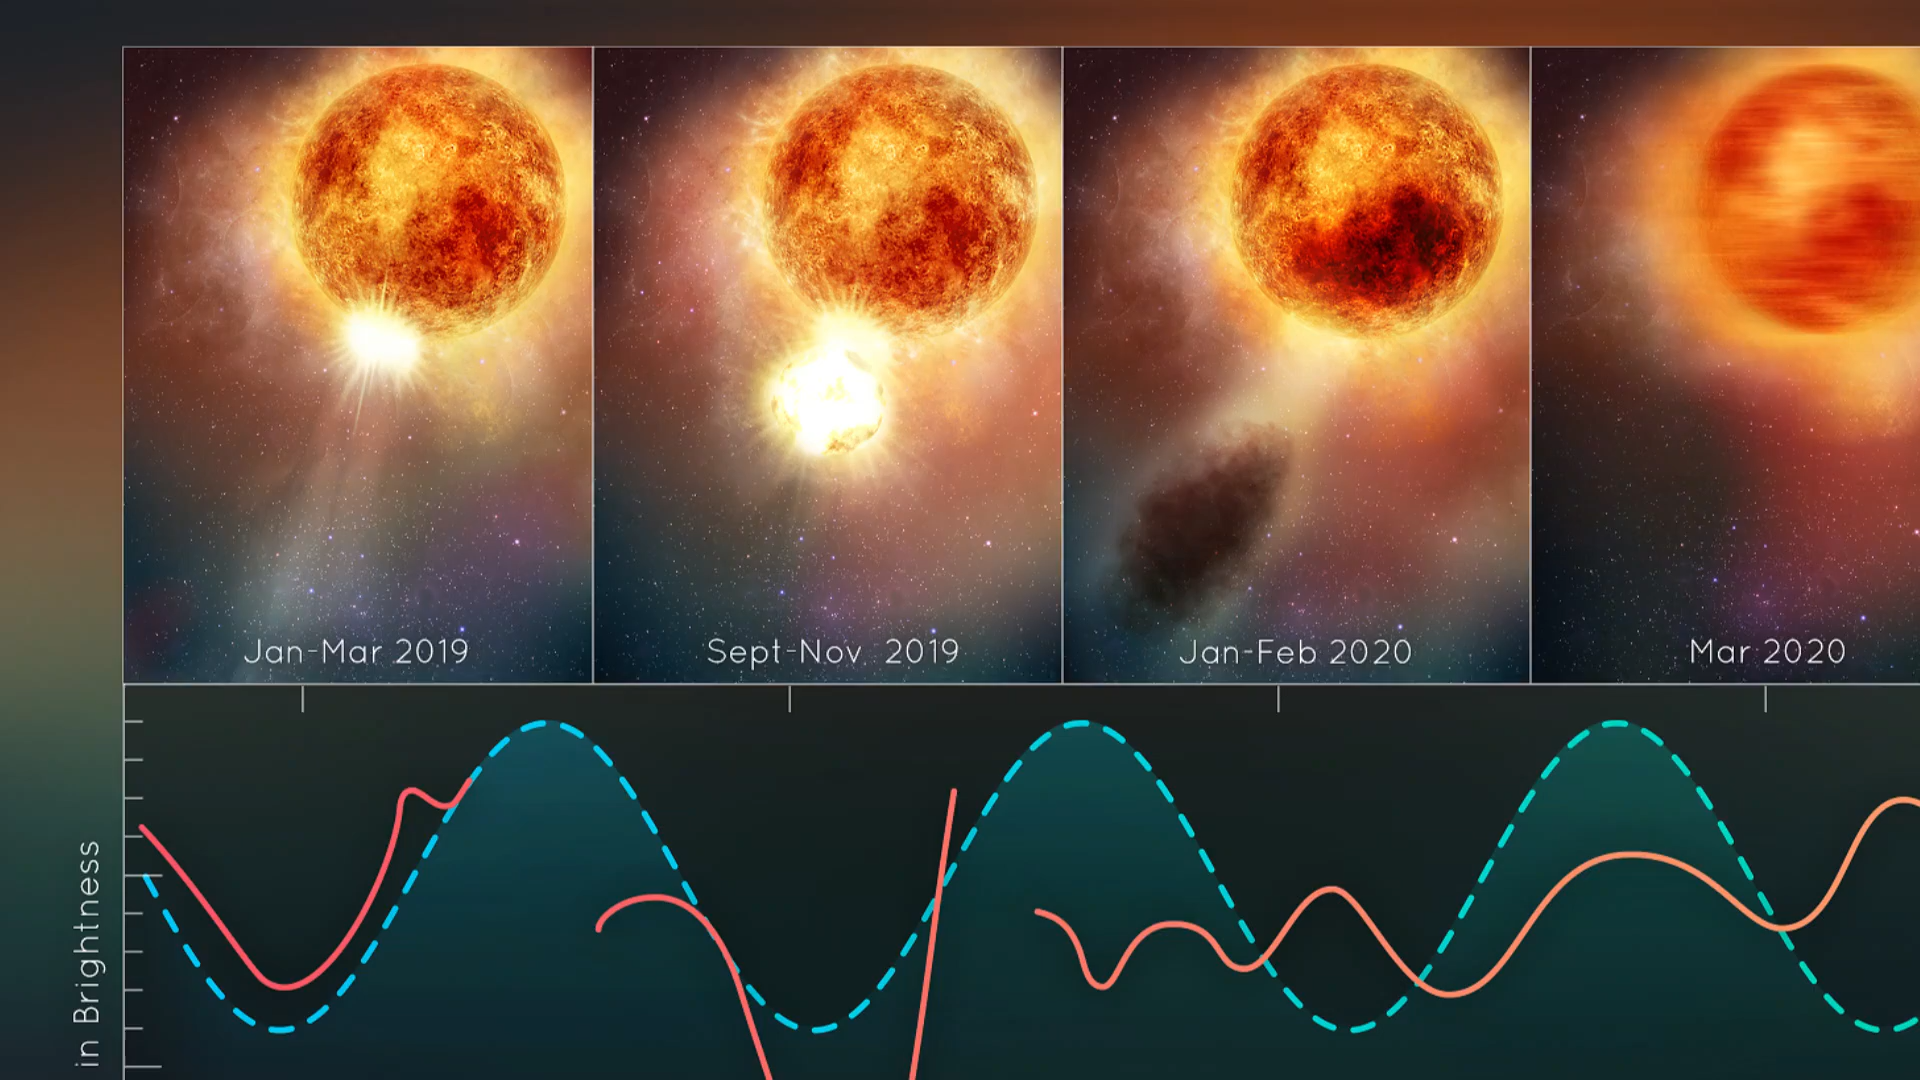 Jan-Mar 2019
Sept-Nov 2019
Jan-Feb 2020
Mar 2020
in Brightness